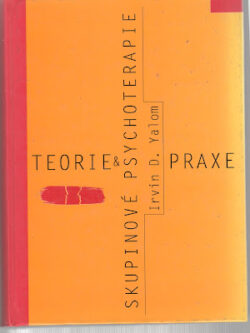 TEORIE & PRAXE
SKUPINOVÉ PSYCHOTERAPIE
Irvin D. Yalom